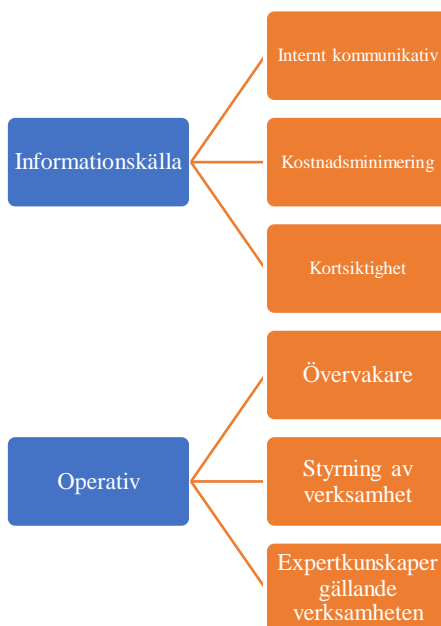 Informationskälla
Internt kommunikativ
Kostnadsminimering
Kortsiktighet
Operativ
Övervakare
Styrning av
verksamhet
Expertkunskaper
gällande
verksamheten